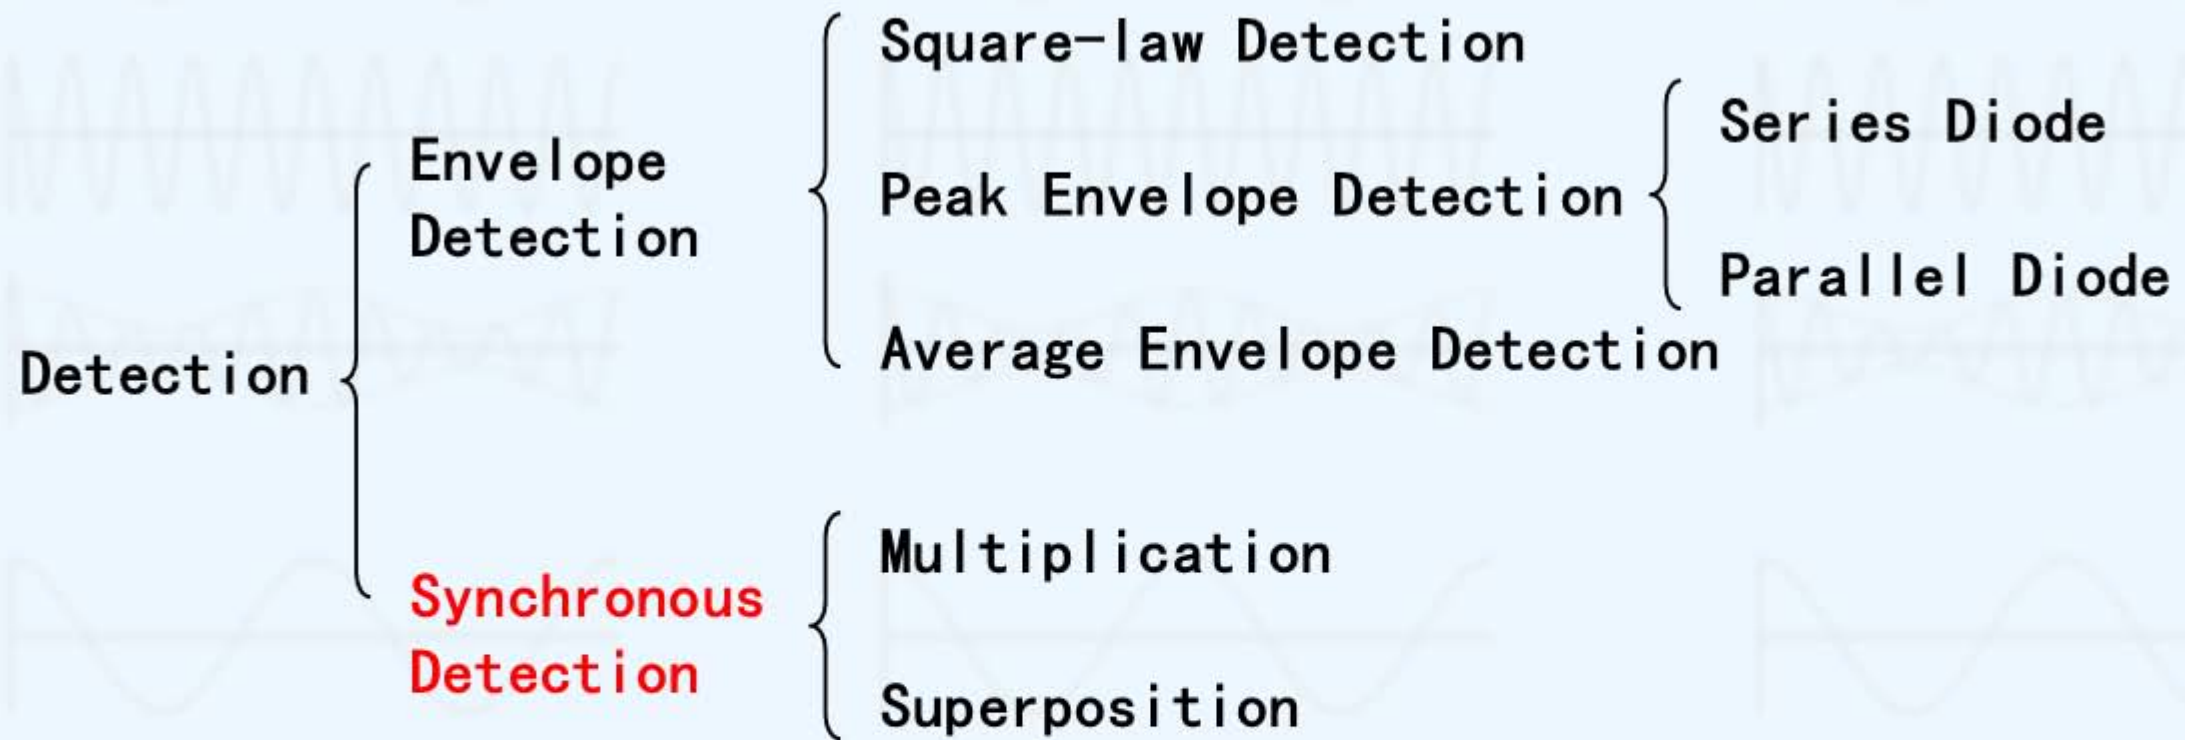 Detection
Envelope
Detection
Square-law Detection
Peak Envelope Detection
Series Diode
Parallel Diode
Average Envelope Detection
Synchronous
Detection
Multiplication
Superposition